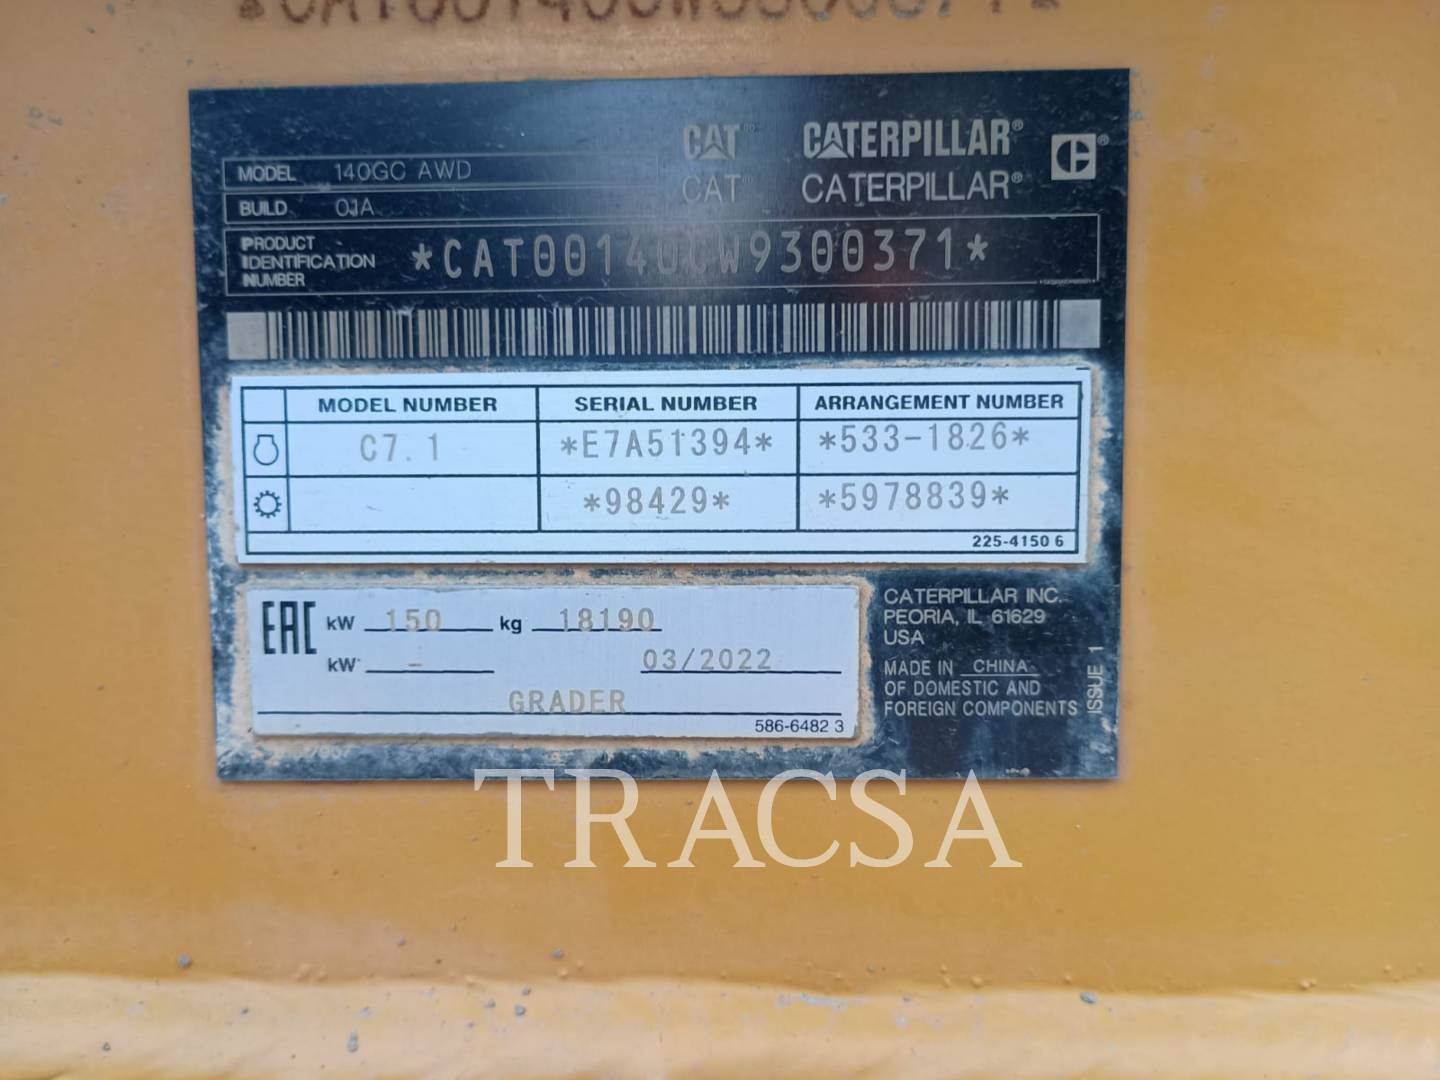 CAT® CATERPILLAR®
CAT® CATERPILLAR®
MODEL 140GC AWD
BUILD 01A
PRODUCT IDENTIFICATION NUMBER *CAT00140CW9300371*
MODEL NUMBER SERIAL NUMBER ARRANGEMENT NUMBER
C7.1 *E7A51394* *533-1826*
*98429* *5978839*
225-4150 6
EAC kW 150 kg 18190
kW - 03/2022
GRADER
586-6482 3
CATERPILLAR INC.
PEORIA, IL 61629
USA
MADE IN CHINA
OF DOMESTIC AND
FOREIGN COMPONENTS
ISSUE 1
TRACSA